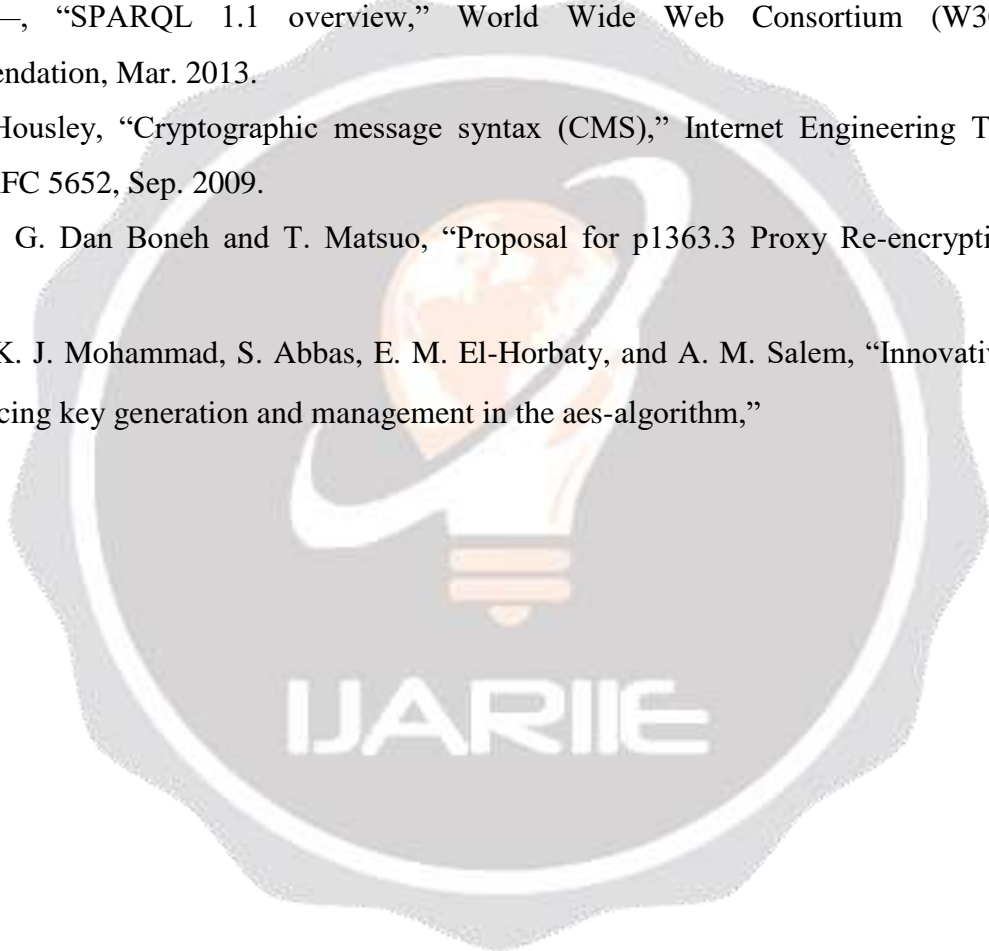 —, “SPARQL 1.1 overview,” World Wide Web Consortium (W3C
endation, Mar. 2013.
Housley, “Cryptographic message syntax (CMS),” Internet Engineering T
FC 5652, Sep. 2009.
G. Dan Boneh and T. Matsuo, “Proposal for p1363.3 Proxy Re-encrypti
K. J. Mohammad, S. Abbas, E. M. El-Horbaty, and A. M. Salem, “Innovativ
cing key generation and management in the aes-algorithm,”
IJARIIE